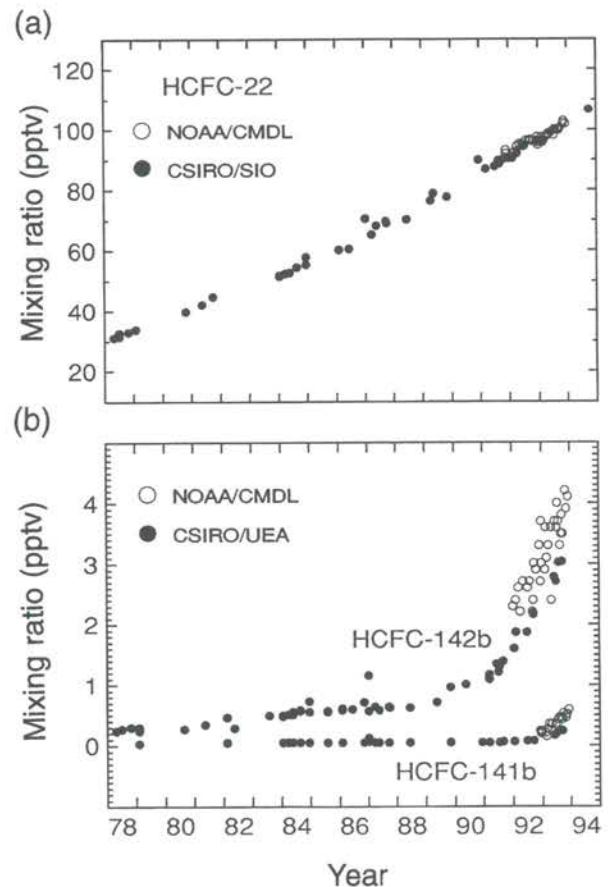 (a)
120
100
80
60
40
20
Mixing ratio (pptv)
HCFC-22
NOAA/CMDL
CSIRO/SIO
(b)
4
3
2
1
0
Mixing ratio (pptv)
NOAA/CMDL
CSIRO/UEA
HCFC-142b
HCFC-141b
78 80 82 84 86 88 90 92 94
Year